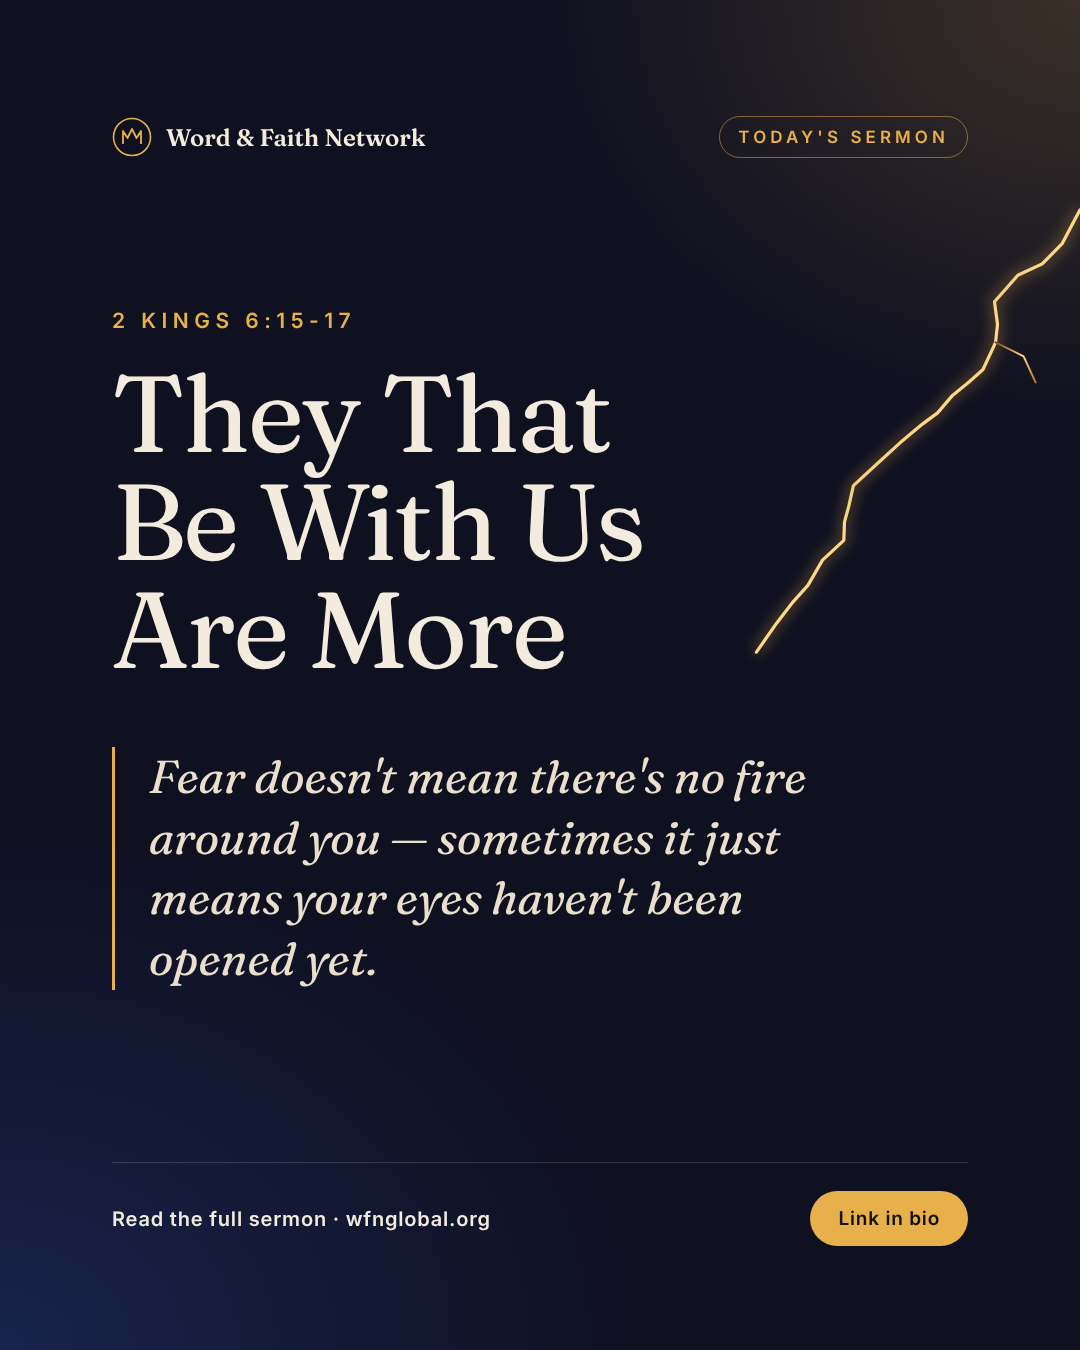 Word & Faith Network
TODAY'S SERMON
2 KINGS 6:15-17
They That
Be With Us
Are More
Fear doesn't mean there's no fire
around you — sometimes it just
means your eyes haven't been
opened yet.
Read the full sermon · wfnglobal.org
Link in bio